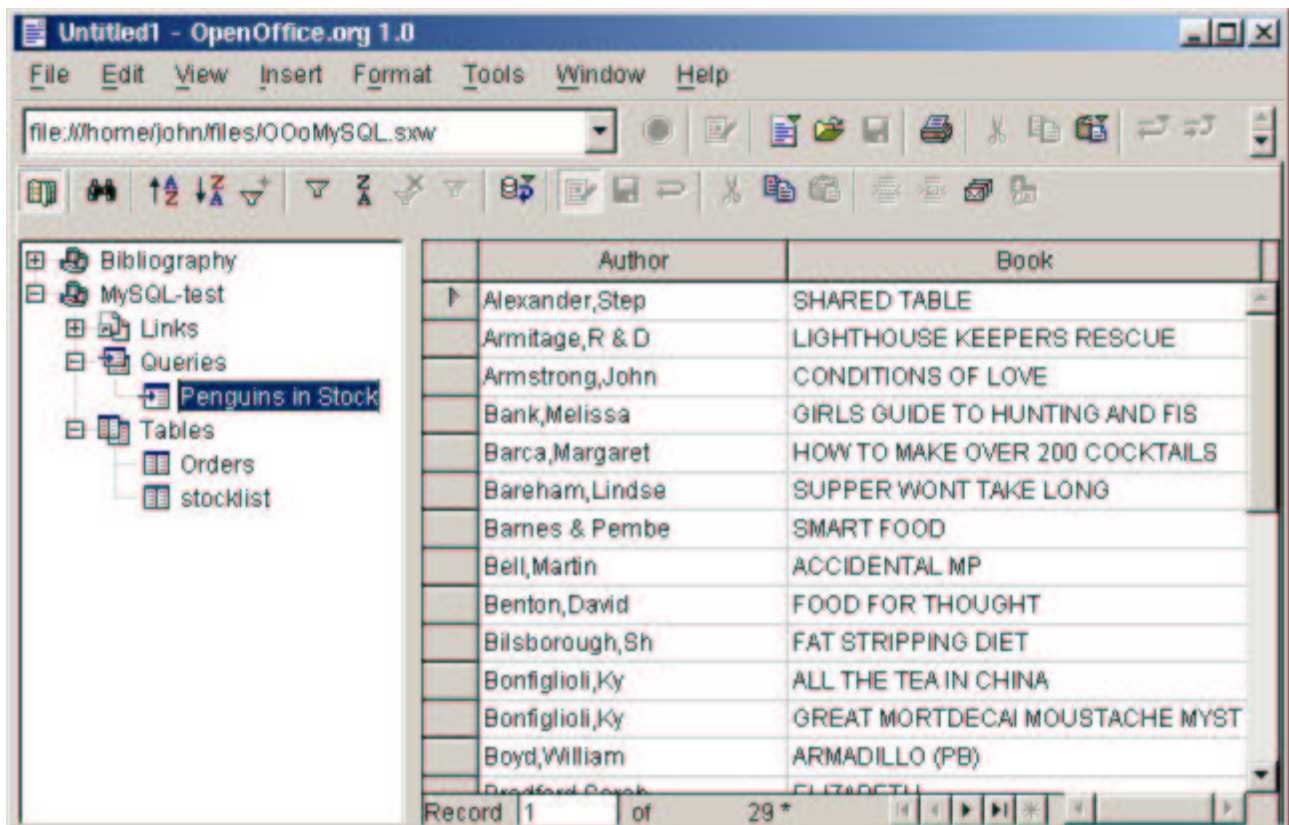 Untitled1 - OpenOffice.org 1.0
File Edit View Insert Format Tools Window Help
file:///home/john/files/OOoMySQL.sxw
Bibliography
MySQL-test
Links
Queries
Penguins in Stock
Tables
Orders
stocklist
Author Book
Alexander,Step SHARED TABLE
Armitage,R & D LIGHTHOUSE KEEPERS RESCUE
Armstrong,John CONDITIONS OF LOVE
Bank,Melissa GIRLS GUIDE TO HUNTING AND FIS
Barca,Margaret HOW TO MAKE OVER 200 COCKTAILS
Bareham,Lindse SUPPER WONT TAKE LONG
Barnes & Pembe SMART FOOD
Bell,Martin ACCIDENTAL MP
Benton,David FOOD FOR THOUGHT
Bilsborough,Sh FAT STRIPPING DIET
Bonfiglioli,Ky ALL THE TEA IN CHINA
Bonfiglioli,Ky GREAT MORTDECAI MOUSTACHE MYST
Boyd,William ARMADILLO (PB)
Bradford,Sarah ELIZABETH
Record 1 of 29 *